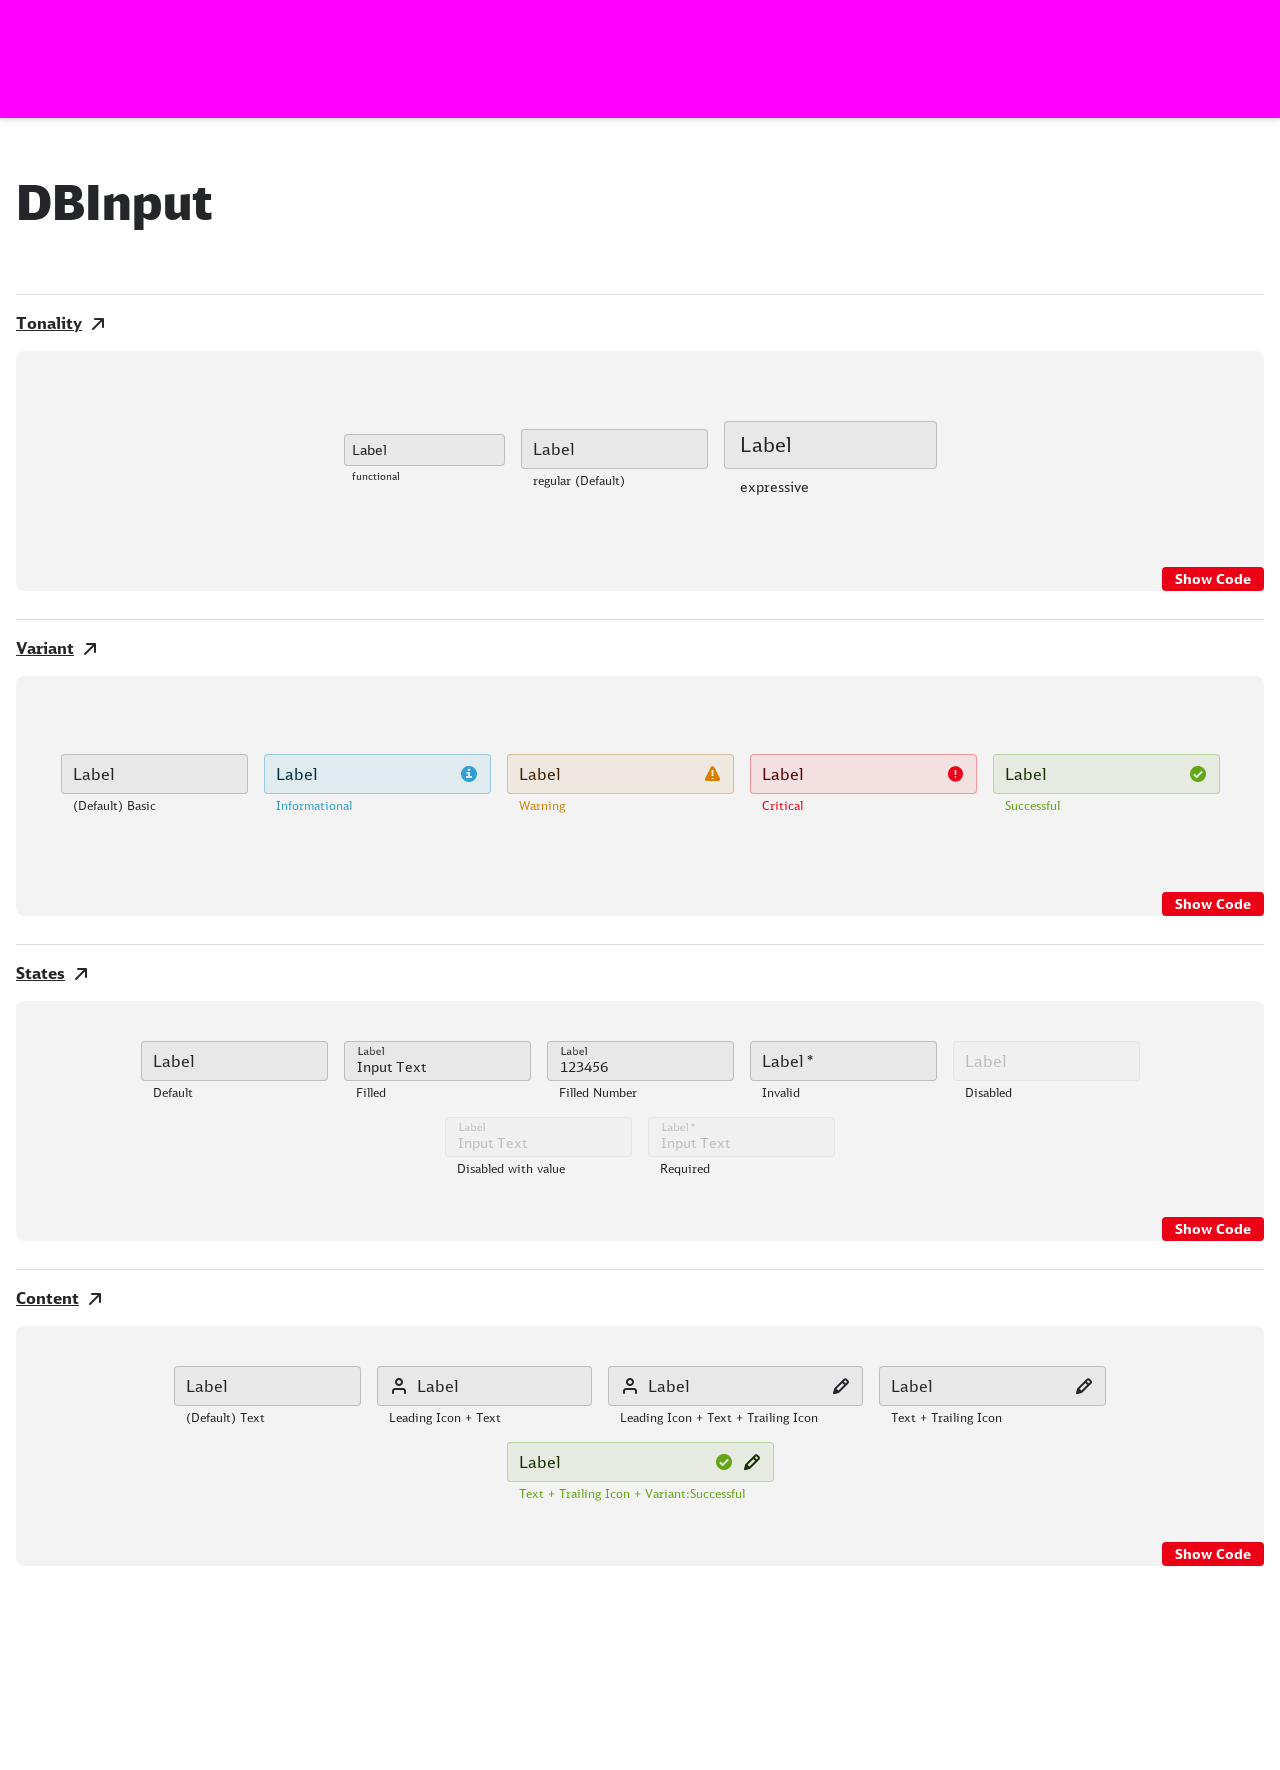 DBInput
Tonality
Label
Label
Label
functional
regular (Default)
expressive
Show Code
Variant
Label
Label
Label
Label
Label
(Default) Basic
Informational
Warning
Critical
Successful
Show Code
States
Label
Label
Input Text
Label
123456
Label *
Label
Default
Filled
Filled Number
Invalid
Disabled
Label
Input Text
Label *
Input Text
Disabled with value
Required
Show Code
Content
Label
Label
Label
Label
(Default) Text
Leading Icon + Text
Leading Icon + Text + Trailing Icon
Text + Trailing Icon
Label
Text + Trailing Icon + Variant:Successful
Show Code